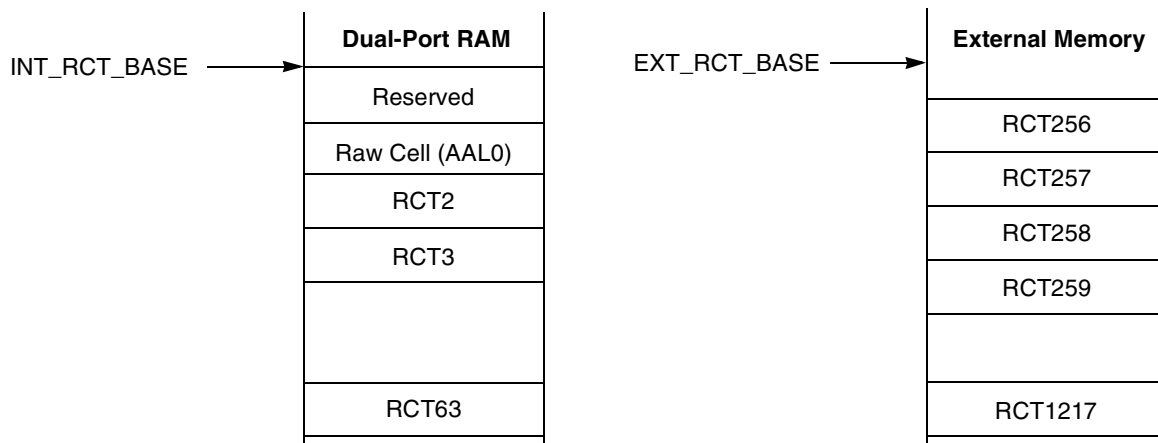 Dual-Port RAM
INT_RCT_BASE
Reserved
Raw Cell (AAL0)
RCT2
RCT3
RCT63
External Memory
EXT_RCT_BASE
RCT256
RCT257
RCT258
RCT259
RCT1217